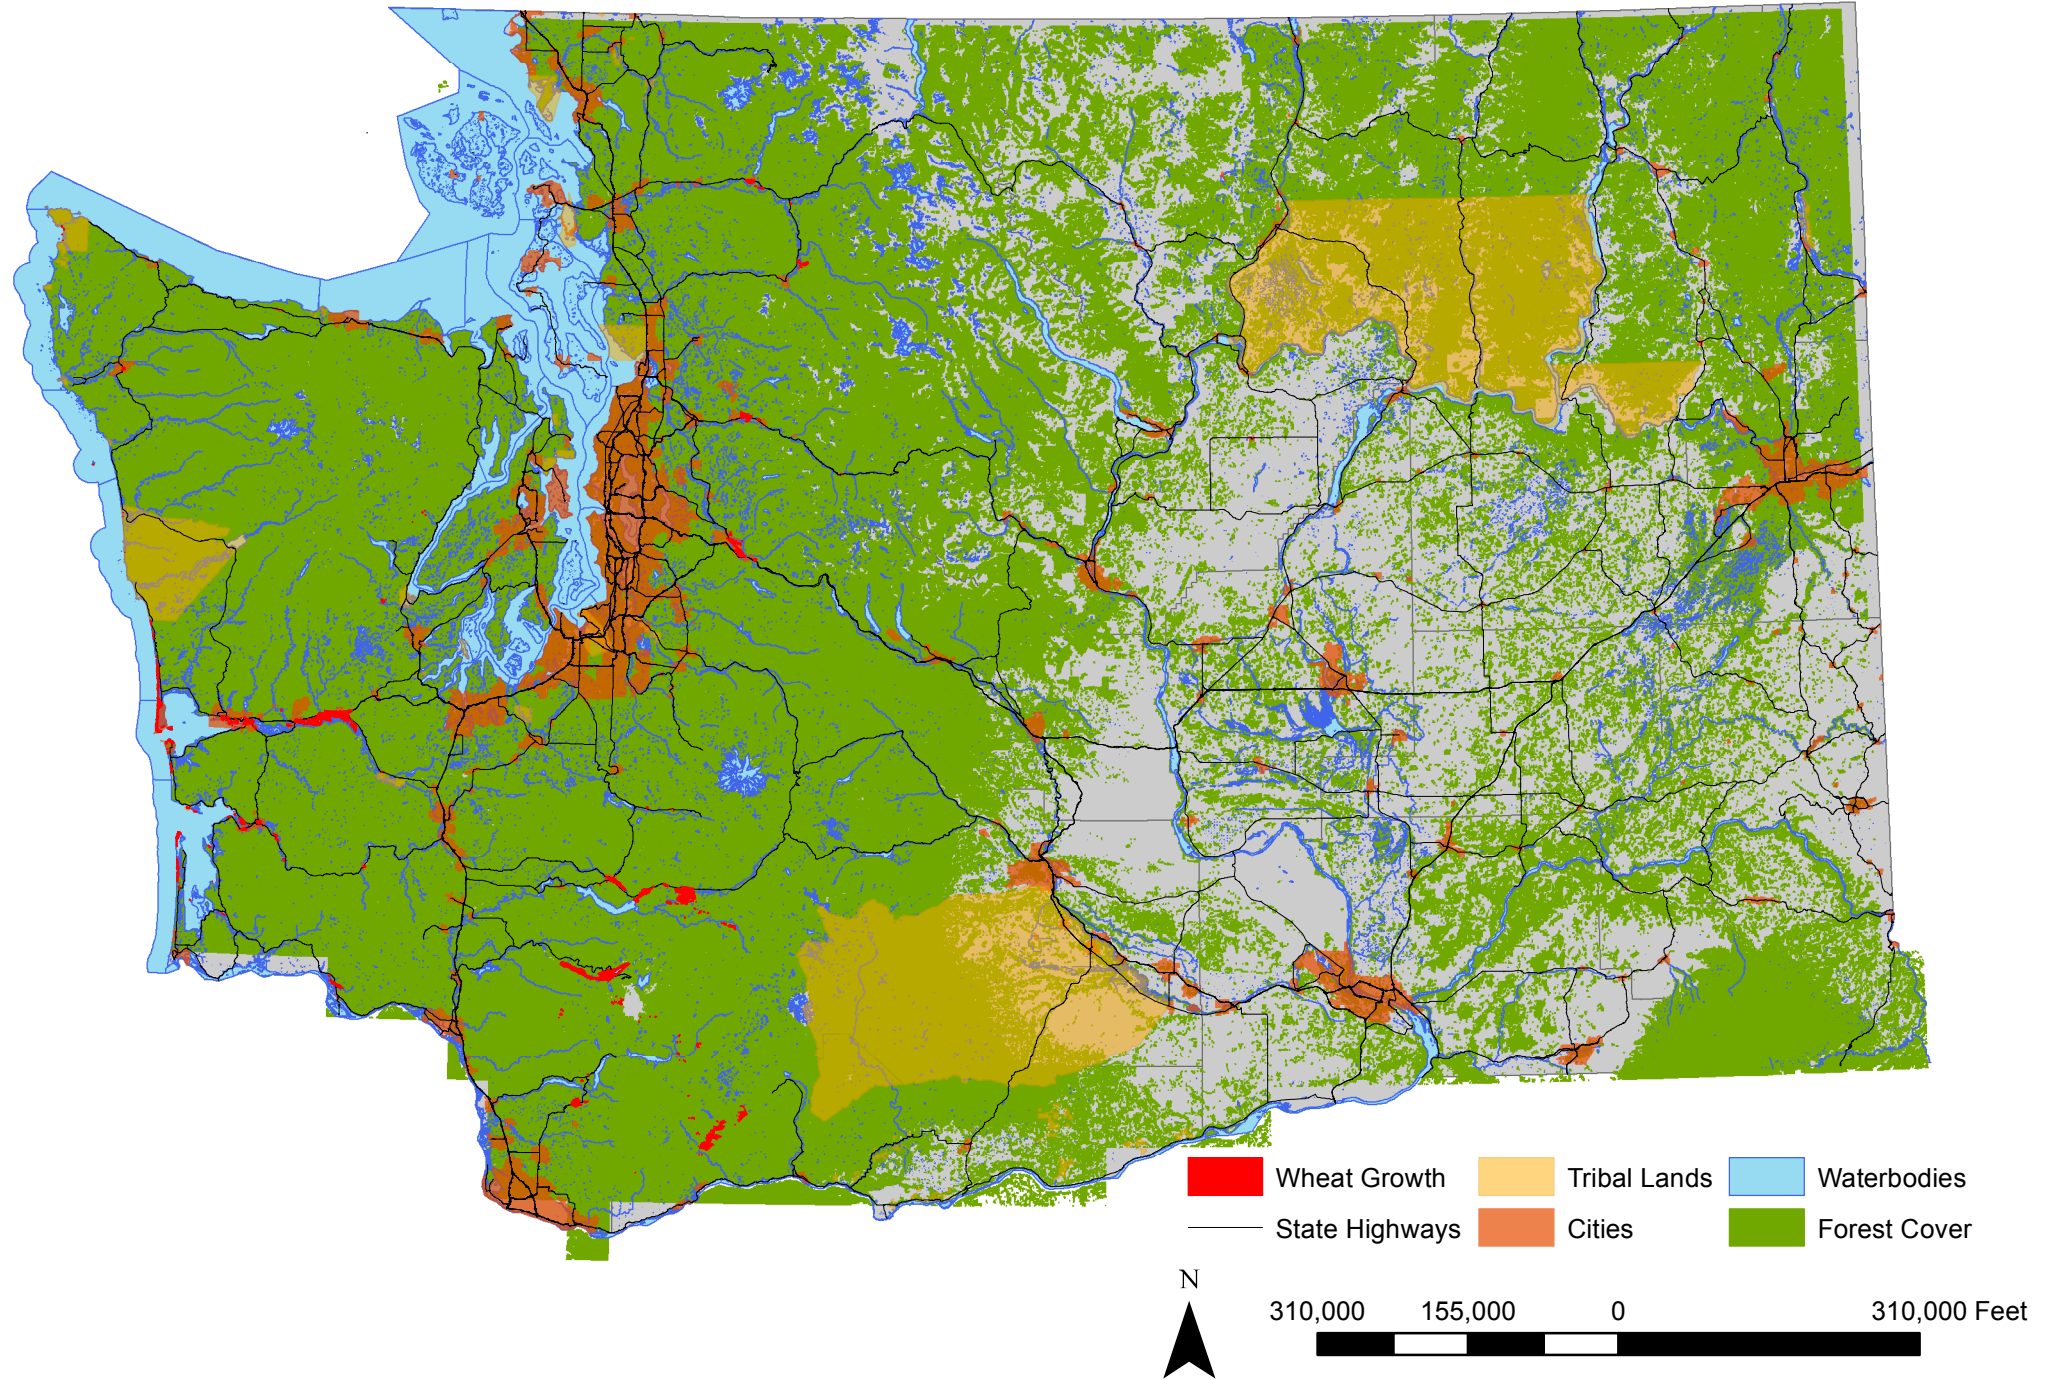 Wheat Growth Tribal Lands Waterbodies
State Highways Cities Forest Cover
N
310,000 155,000 0 310,000 Feet